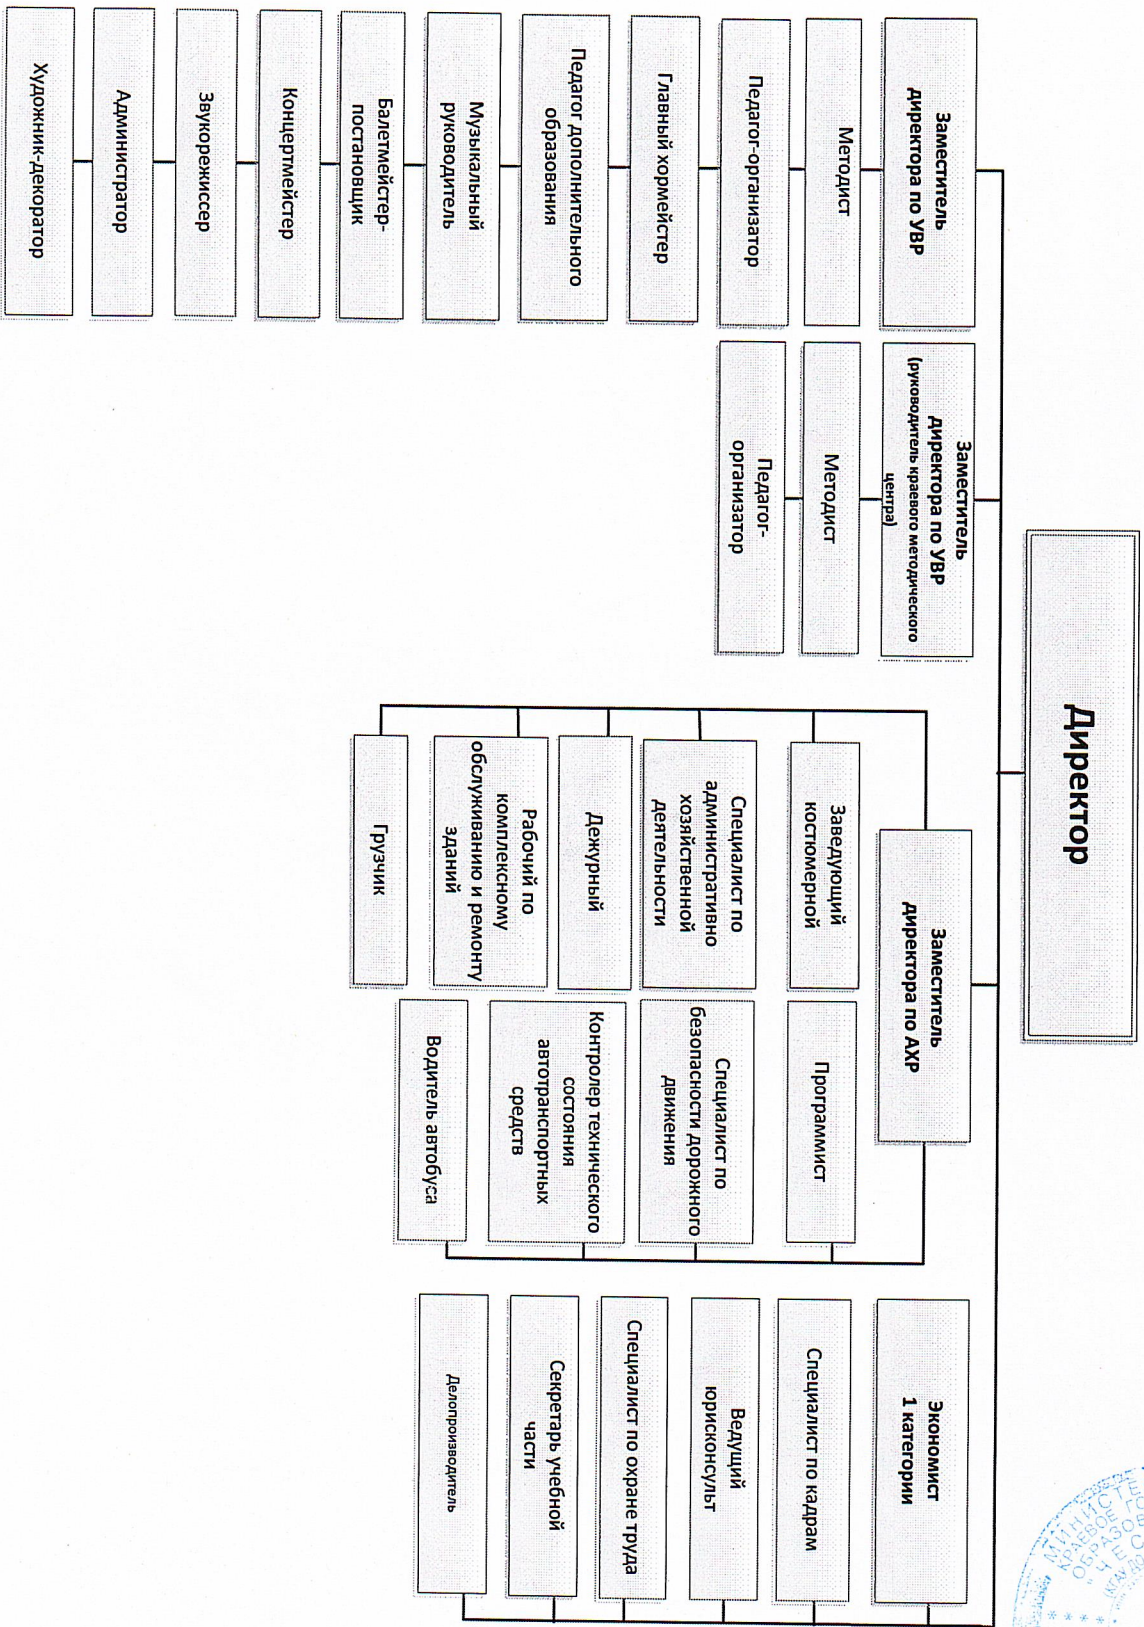 Директор
Заместитель
директора по УВР
Методист
Педагог-организатор
Главный хормейстер
Педагог дополнительного
образования
Музыкальный
руководитель
Балетмейстер-
постановщик
Концертмейстер
Звукорежиссер
Администратор
Художник-декоратор
Заместитель
директора по УВР
(руководитель краевого методического
центра)
Методист
Педагог-
организатор
Заместитель
директора по АХР
Заведующий
костюмерной
Специалист по
административно
хозяйственной
деятельности
Дежурный
Рабочий по
комплексному
обслуживанию и ремонту
зданий
Грузчик
Программист
Специалист по
безопасности дорожного
движения
Контролер технического
состояния
автотранспортных
средств
Водитель автобуса
Экономист
1 категории
Специалист по кадрам
Ведущий
юрисконсульт
Специалист по охране труда
Секретарь учебной
части
Делопроизводитель